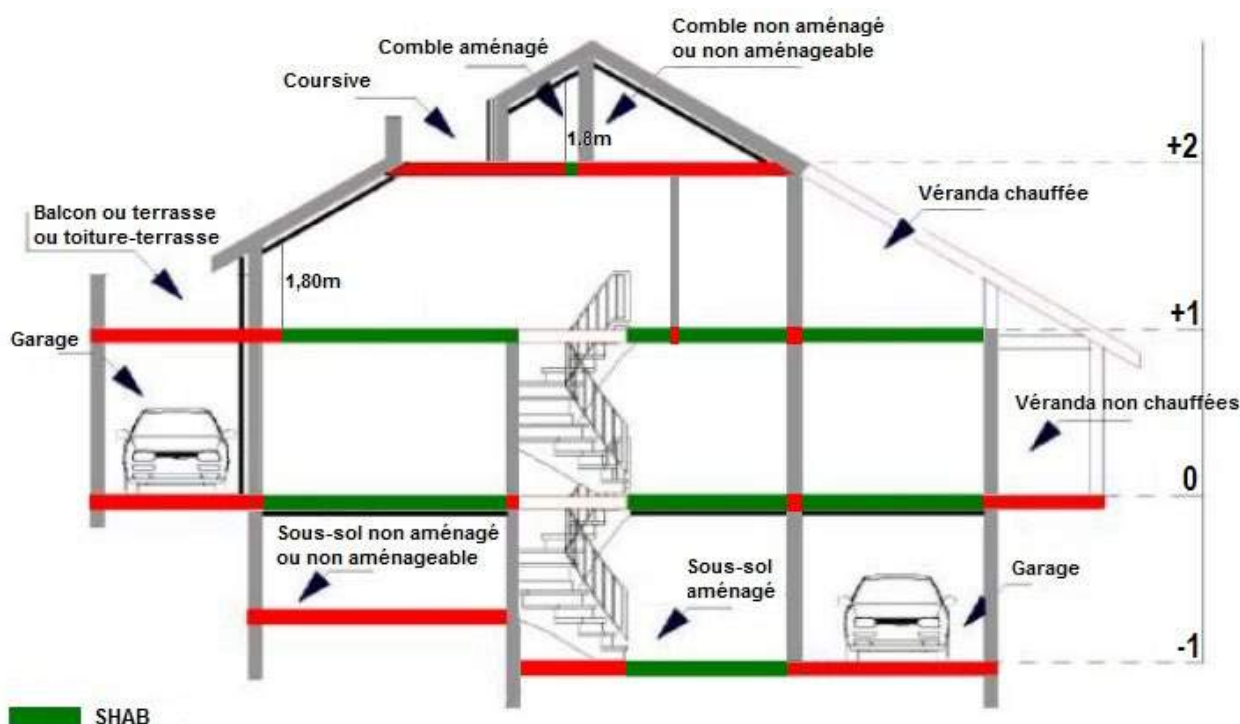 Comble aménagé
Comble non aménagé
ou non aménageable
Coursive
1.8m
+2
Véranda chauffée
Balcon ou terrasse
ou toiture-terrasse
1,80m
+1
Garage
Véranda non chauffées
0
Sous-sol non aménagé
ou non aménageable
Sous-sol
aménagé
Garage
-1
SHAB